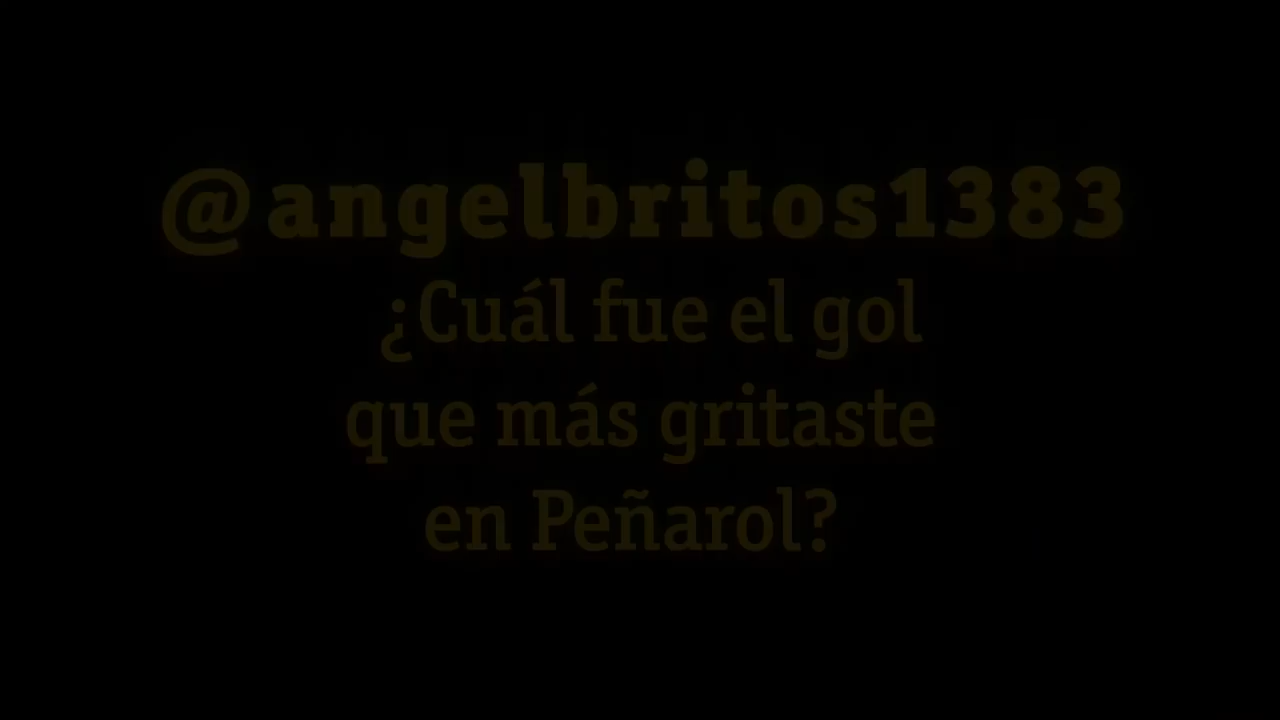 @angelbritos1383
¿Cuál fue el gol
que más gritaste
en Peñarol?